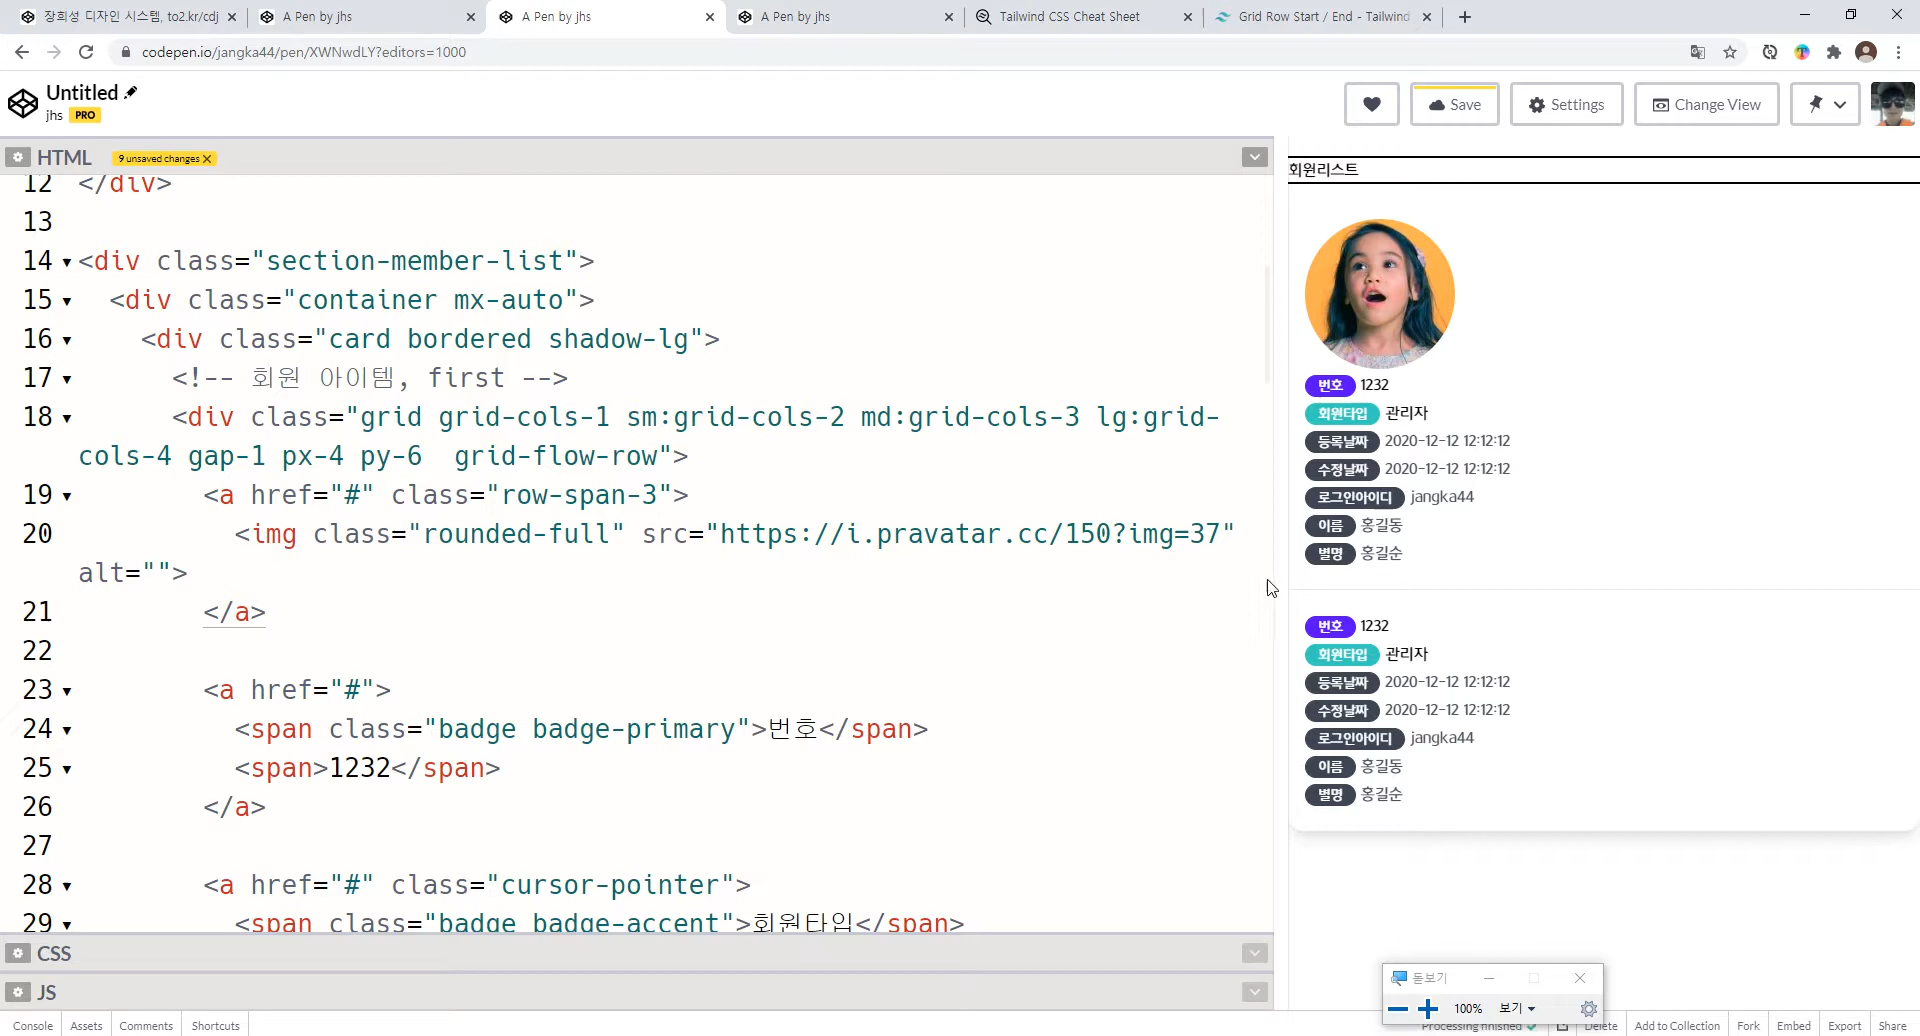 장희성 디자인 시스템, to2.kr/cdj
A Pen by jhs
A Pen by jhs
A Pen by jhs
Tailwind CSS Cheat Sheet
Grid Row Start / End - Tailwind
codepen.io/jangka44/pen/XWNwdLY?editors=1000
Untitled
jhs PRO
Save
Settings
Change View
HTML 9 unsaved changes
12 </div>
13
14 <div class="section-member-list">
15 <div class="container mx-auto">
16 <div class="card bordered shadow-lg">
17 <!-- 회원 아이템, first -->
18 <div class="grid grid-cols-1 sm:grid-cols-2 md:grid-cols-3 lg:grid-
cols-4 gap-1 px-4 py-6  grid-flow-row">
19 <a href="#" class="row-span-3">
20 <img class="rounded-full" src="https://i.pravatar.cc/150?img=37"
alt="">
21 </a>
22
23 <a href="#">
24 <span class="badge badge-primary">번호</span>
25 <span>1232</span>
26 </a>
27
28 <a href="#" class="cursor-pointer">
29 <span class="badge badge-accent">회원타입</span>
CSS
JS
회원리스트
번호 1232
회원타입 관리자
등록날짜 2020-12-12 12:12:12
수정날짜 2020-12-12 12:12:12
로그인아이디 jangka44
이름 홍길동
별명 홍길순
번호 1232
회원타입 관리자
등록날짜 2020-12-12 12:12:12
수정날짜 2020-12-12 12:12:12
로그인아이디 jangka44
이름 홍길동
별명 홍길순
돋보기
100% 보기
Console
Assets
Comments
Shortcuts
Processing finished
Delete
Add to Collection
Fork
Embed
Export
Share